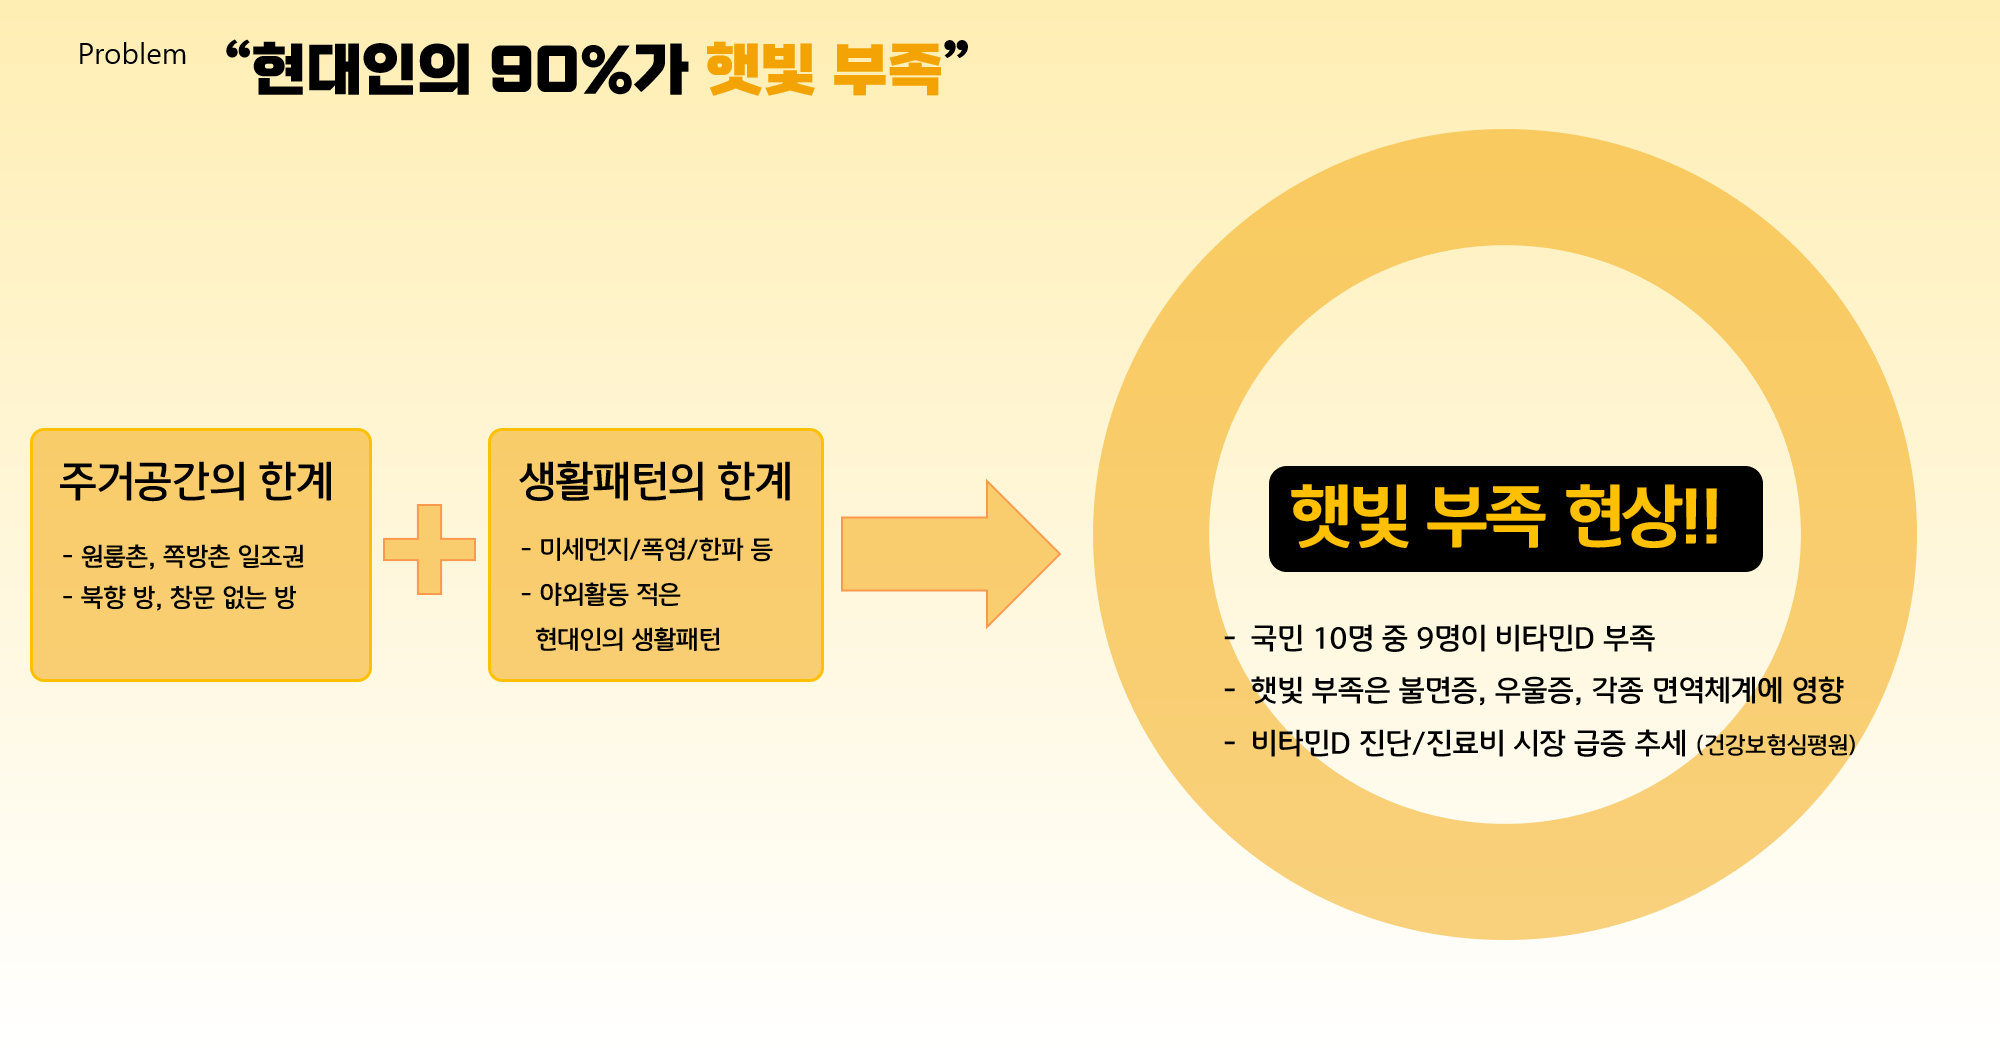 Problem
“현대인의 90%가 햇빛 부족”
주거공간의 한계
- 원룸촌, 쪽방촌 일조권
- 북향 방, 창문 없는 방
생활패턴의 한계
- 미세먼지/폭염/한파 등
- 야외활동 적은
현대인의 생활패턴
햇빛 부족 현상!!
- 국민 10명 중 9명이 비타민D 부족
- 햇빛 부족은 불면증, 우울증, 각종 면역체계에 영향
- 비타민D 진단/진료비 시장 급증 추세 (건강보험심평원)